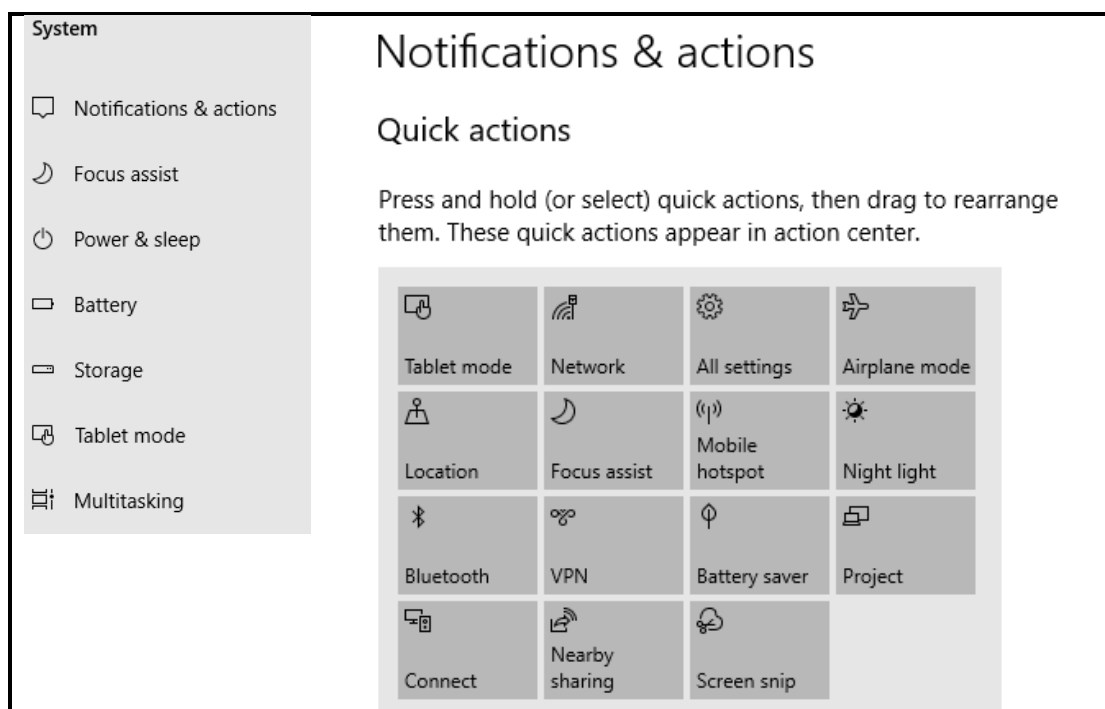 System
Notifications & actions
Focus assist
Power & sleep
Battery
Storage
Tablet mode
Multitasking
Notifications & actions
Quick actions
Press and hold (or select) quick actions, then drag to rearrange
them. These quick actions appear in action center.
Tablet mode
Network
All settings
Airplane mode
Location
Focus assist
Mobile
hotspot
Night light
Bluetooth
VPN
Battery saver
Project
Connect
Nearby
sharing
Screen snip